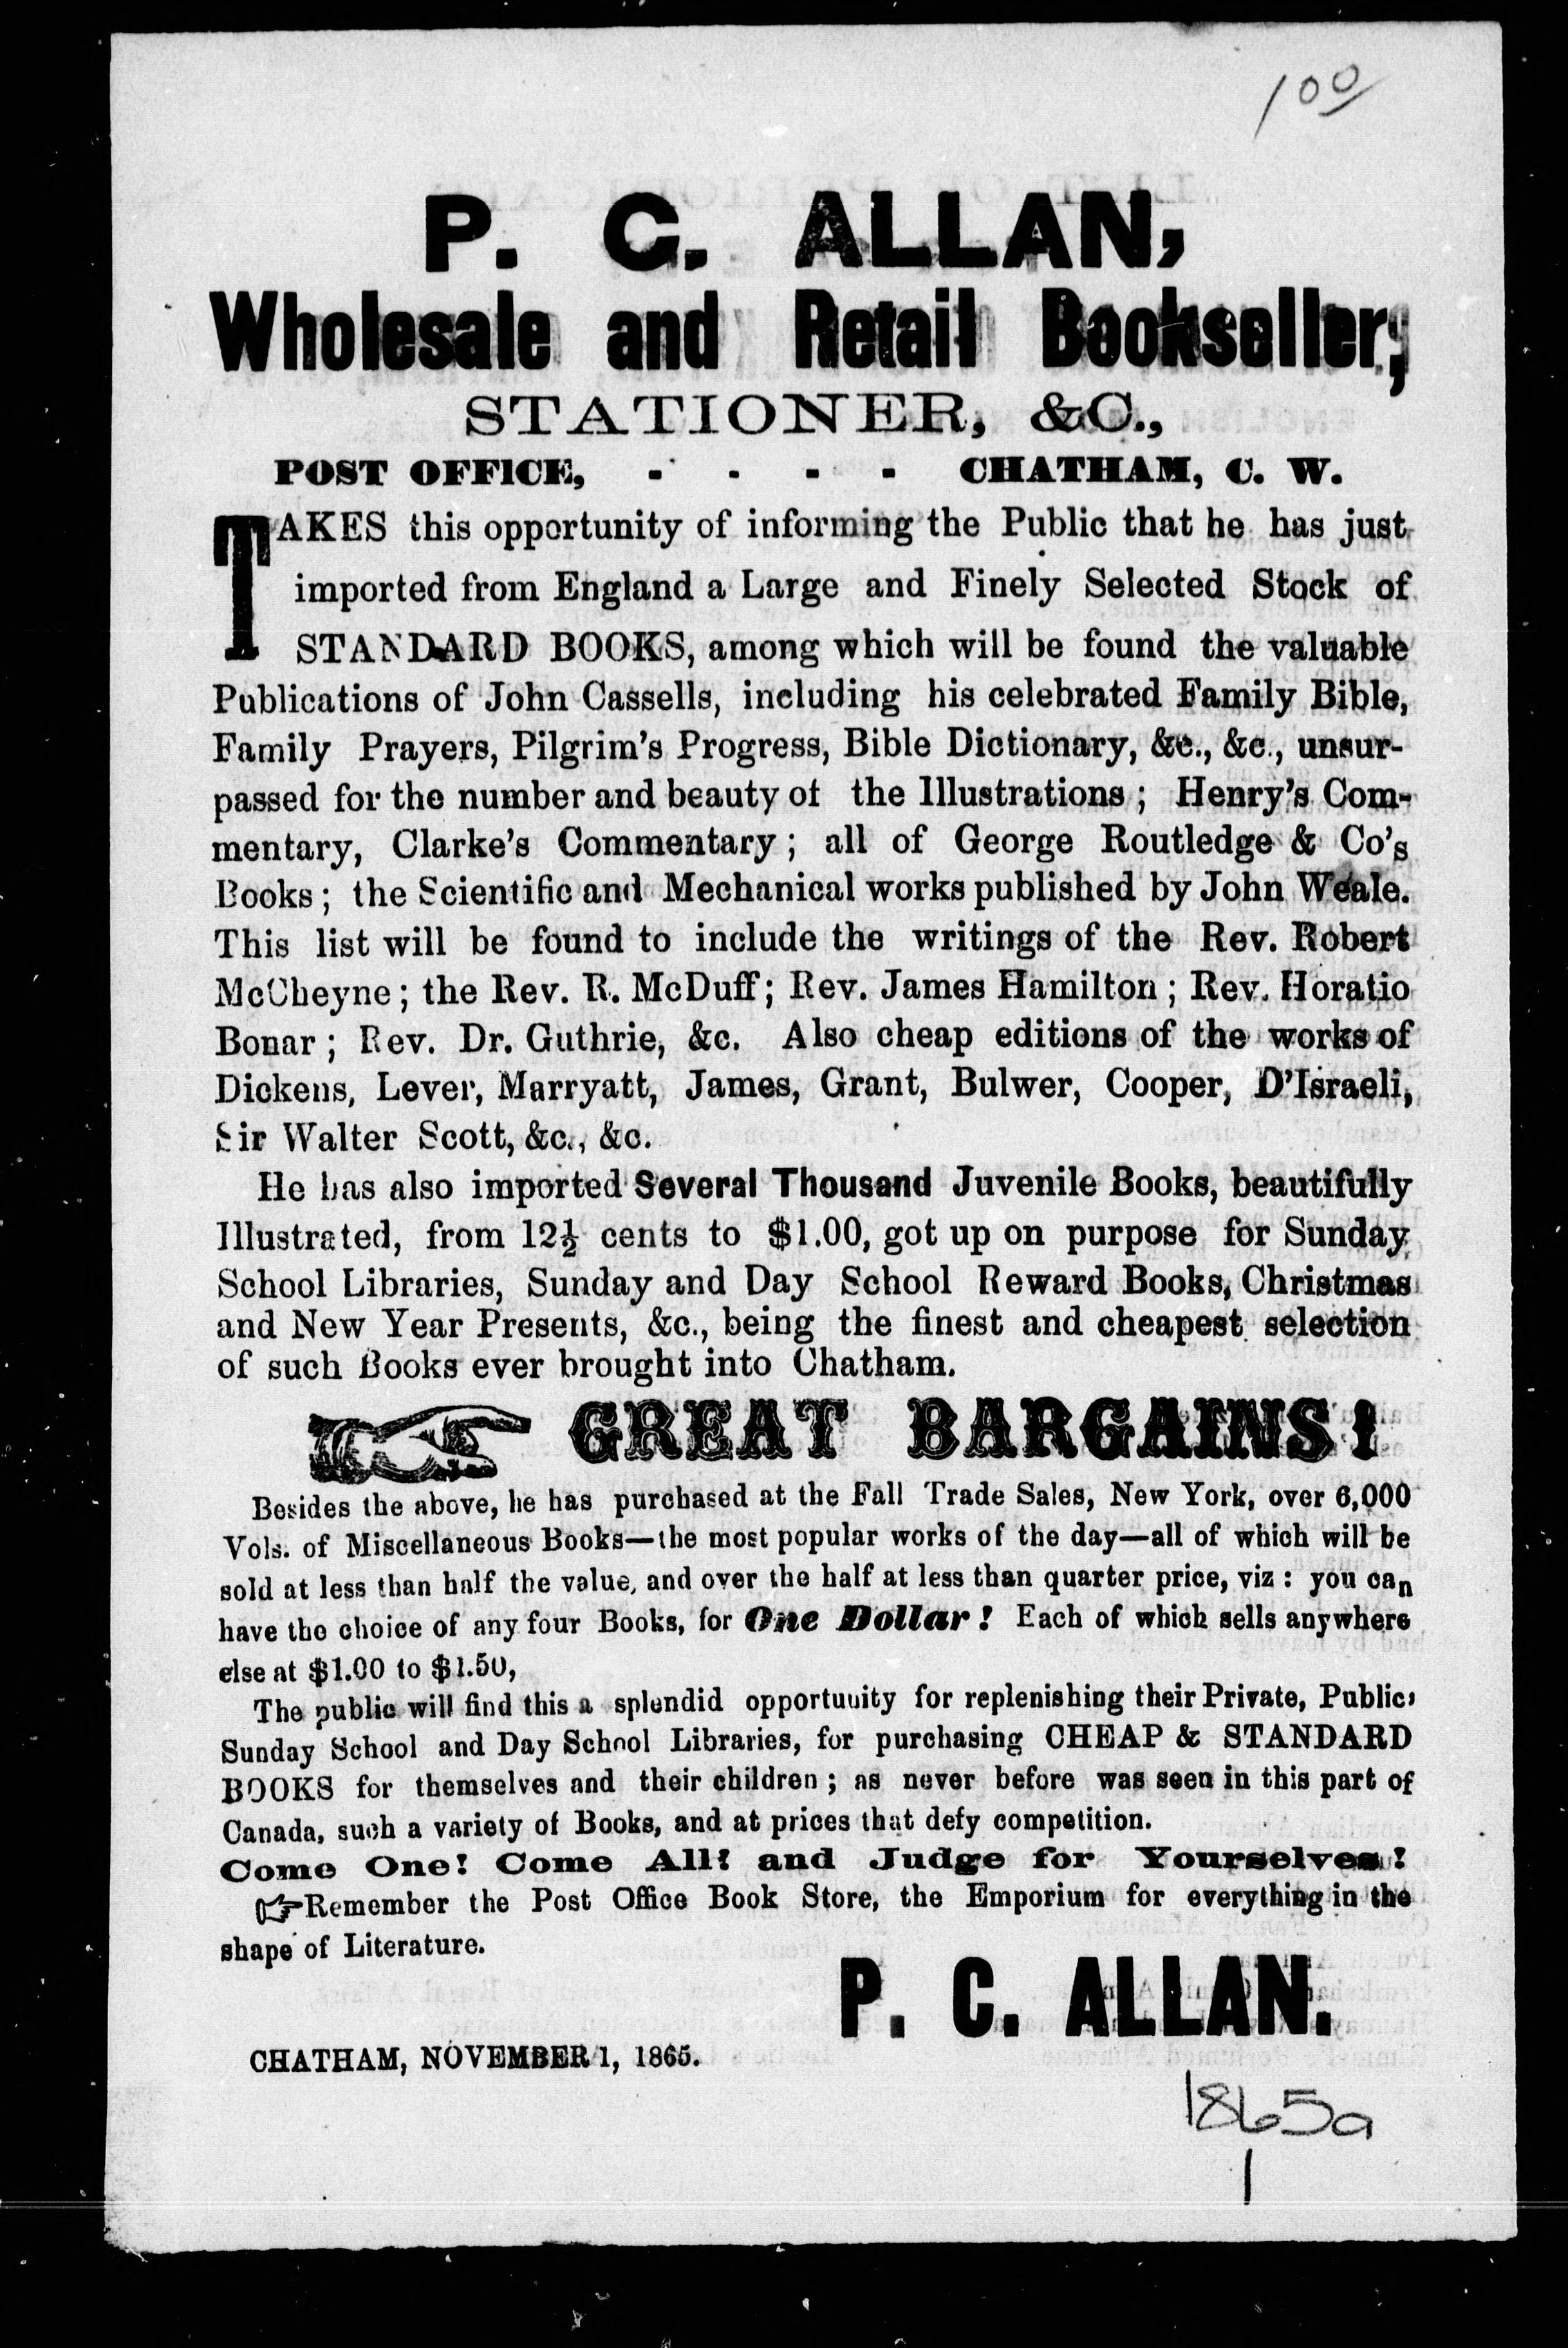 100
P. C. ALLAN,
Wholesale and Retail Bookseller,
STATIONER, &C.,
POST OFFICE, - - - - CHATHAM, C. W.
TAKES this opportunity of informing the Public that he has just
imported from England a Large and Finely Selected Stock of
STANDARD BOOKS, among which will be found the valuable
Publications of John Cassells, including his celebrated Family Bible,
Family Prayers, Pilgrim's Progress, Bible Dictionary, &c., &c., unsur-
passed for the number and beauty of the Illustrations; Henry's Com-
mentary, Clarke's Commentary; all of George Routledge & Co's
Books; the Scientific and Mechanical works published by John Weale.
This list will be found to include the writings of the Rev. Robert
McCheyne; the Rev. R. McDuff; Rev. James Hamilton; Rev. Horatio
Bonar; Rev. Dr. Guthrie, &c. Also cheap editions of the works of
Dickens, Lever, Marryatt, James, Grant, Bulwer, Cooper, D'Israeli,
Sir Walter Scott, &c., &c.
He has also imported Several Thousand Juvenile Books, beautifully
Illustrated, from 12½ cents to $1.00, got up on purpose for Sunday
School Libraries, Sunday and Day School Reward Books, Christmas
and New Year Presents, &c., being the finest and cheapest selection
of such Books ever brought into Chatham.
☞ GREAT BARGAINS!
Besides the above, he has purchased at the Fall Trade Sales, New York, over 6,000
Vols. of Miscellaneous Books—the most popular works of the day—all of which will be
sold at less than half the value, and over the half at less than quarter price, viz: you can
have the choice of any four Books, for One Dollar! Each of which sells anywhere
else at $1.00 to $1.50,
The public will find this a splendid opportunity for replenishing their Private, Public,
Sunday School and Day School Libraries, for purchasing CHEAP & STANDARD
BOOKS for themselves and their children; as never before was seen in this part of
Canada, such a variety of Books, and at prices that defy competition.
Come One! Come All! and Judge for Yourselves!
☞Remember the Post Office Book Store, the Emporium for everything in the
shape of Literature.
P. C. ALLAN.
CHATHAM, NOVEMBER 1, 1865.
1865a
1